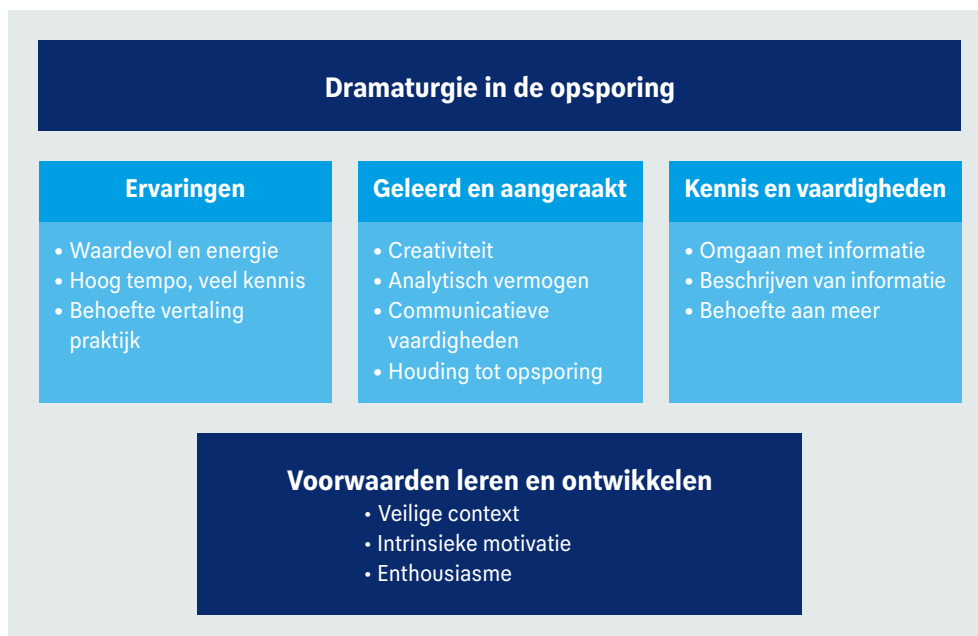 Dramaturgie in de opsporing
Ervaringen
• Waardevol en energie
• Hoog tempo, veel kennis
• Behoefte vertaling
praktijk
Geleerd en aangeraakt
• Creativiteit
• Analytisch vermogen
• Communicatieve
vaardigheden
• Houding tot opsporing
Kennis en vaardigheden
• Omgaan met informatie
• Beschrijven van informatie
• Behoefte aan meer
Voorwaarden leren en ontwikkelen
• Veilige context
• Intrinsieke motivatie
• Enthousiasme